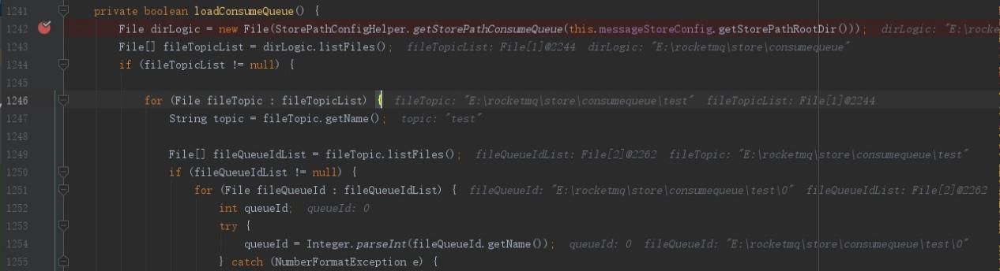 1241 private boolean loadConsumeQueue() {
1242 File dirLogic = new File(StorePathConfigHelper.getStorePathConsumeQueue(this.messageStoreConfig.getStorePathRootDir())); dirLogic: "E:\rocke
1243 File[] fileTopicList = dirLogic.listFiles(); fileTopicList: File[1]@2244 dirLogic: "E:\rocketmq\store\consumequeue"
1244 if (fileTopicList != null) {
1245
1246 for (File fileTopic : fileTopicList) { fileTopic: "E:\rocketmq\store\consumequeue\test" fileTopicList: File[1]@2244
1247 String topic = fileTopic.getName(); topic: "test"
1248
1249 File[] fileQueueIdList = fileTopic.listFiles(); fileQueueIdList: File[2]@2262 fileTopic: "E:\rocketmq\store\consumequeue\test"
1250 if (fileQueueIdList != null) {
1251 for (File fileQueueId : fileQueueIdList) { fileQueueId: "E:\rocketmq\store\consumequeue\test\0" fileQueueIdList: File[2]@2262
1252 int queueId; queueId: 0
1253 try {
1254 queueId = Integer.parseInt(fileQueueId.getName()); queueId: 0 fileQueueId: "E:\rocketmq\store\consumequeue\test\0"
1255 } catch (NumberFormatException e) {